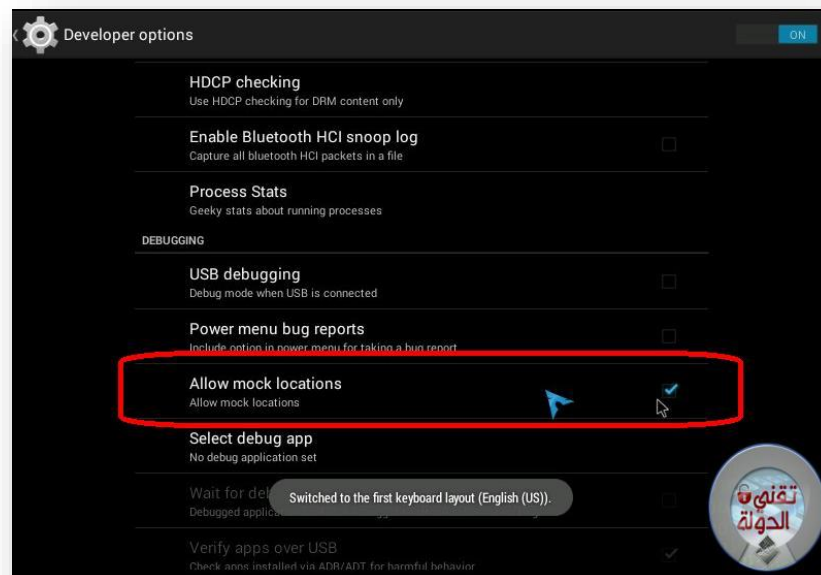 Developer options
ON
HDCP checking
Use HDCP checking for DRM content only
Enable Bluetooth HCI snoop log
Capture all bluetooth HCI packets in a file
Process Stats
Geeky stats about running processes
DEBUGGING
USB debugging
Debug mode when USB is connected
Power menu bug reports
Include option in power menu for taking a bug report
Allow mock locations
Allow mock locations
Select debug app
No debug application set
Wait for
Switched to the first keyboard layout (English (US)).
Verify apps over USB
Check apps installed via ADB/ADT for harmful behavior
تقني
الدولة